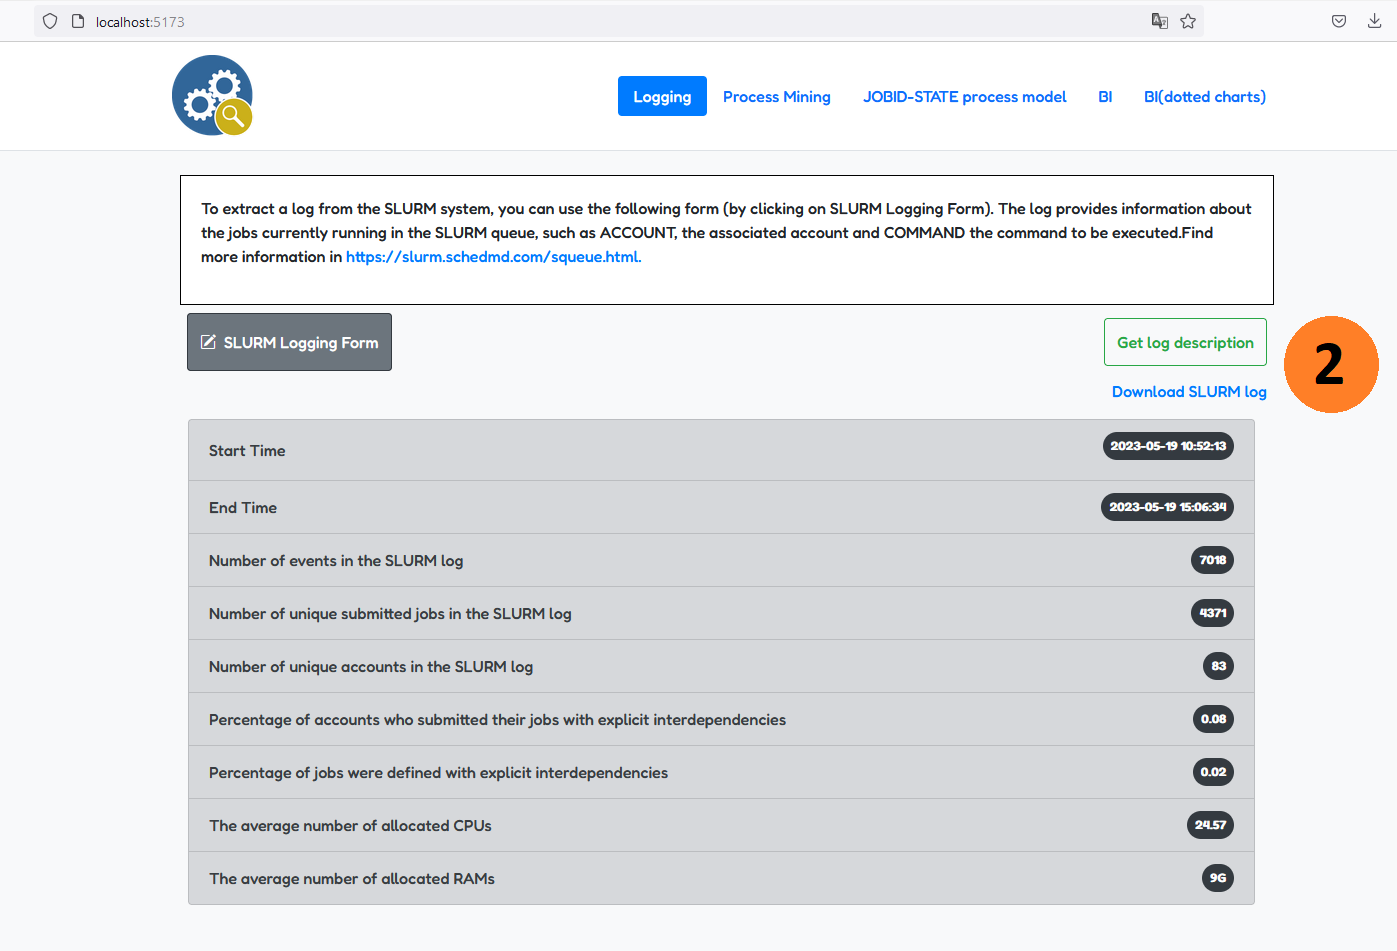 localhost:5173
Logging
Process Mining
JOBID-STATE process model
BI
BI(dotted charts)
To extract a log from the SLURM system, you can use the following form (by clicking on SLURM Logging Form). The log provides information about
the jobs currently running in the SLURM queue, such as ACCOUNT, the associated account and COMMAND the command to be executed.Find
more information in https://slurm.schedmd.com/squeue.html.
SLURM Logging Form
Get log description
2
Download SLURM log
Start Time 2023-05-19 10:52:13
End Time 2023-05-19 15:06:34
Number of events in the SLURM log 7018
Number of unique submitted jobs in the SLURM log 4371
Number of unique accounts in the SLURM log 83
Percentage of accounts who submitted their jobs with explicit interdependencies 0.08
Percentage of jobs were defined with explicit interdependencies 0.02
The average number of allocated CPUs 24.57
The average number of allocated RAMs 9G